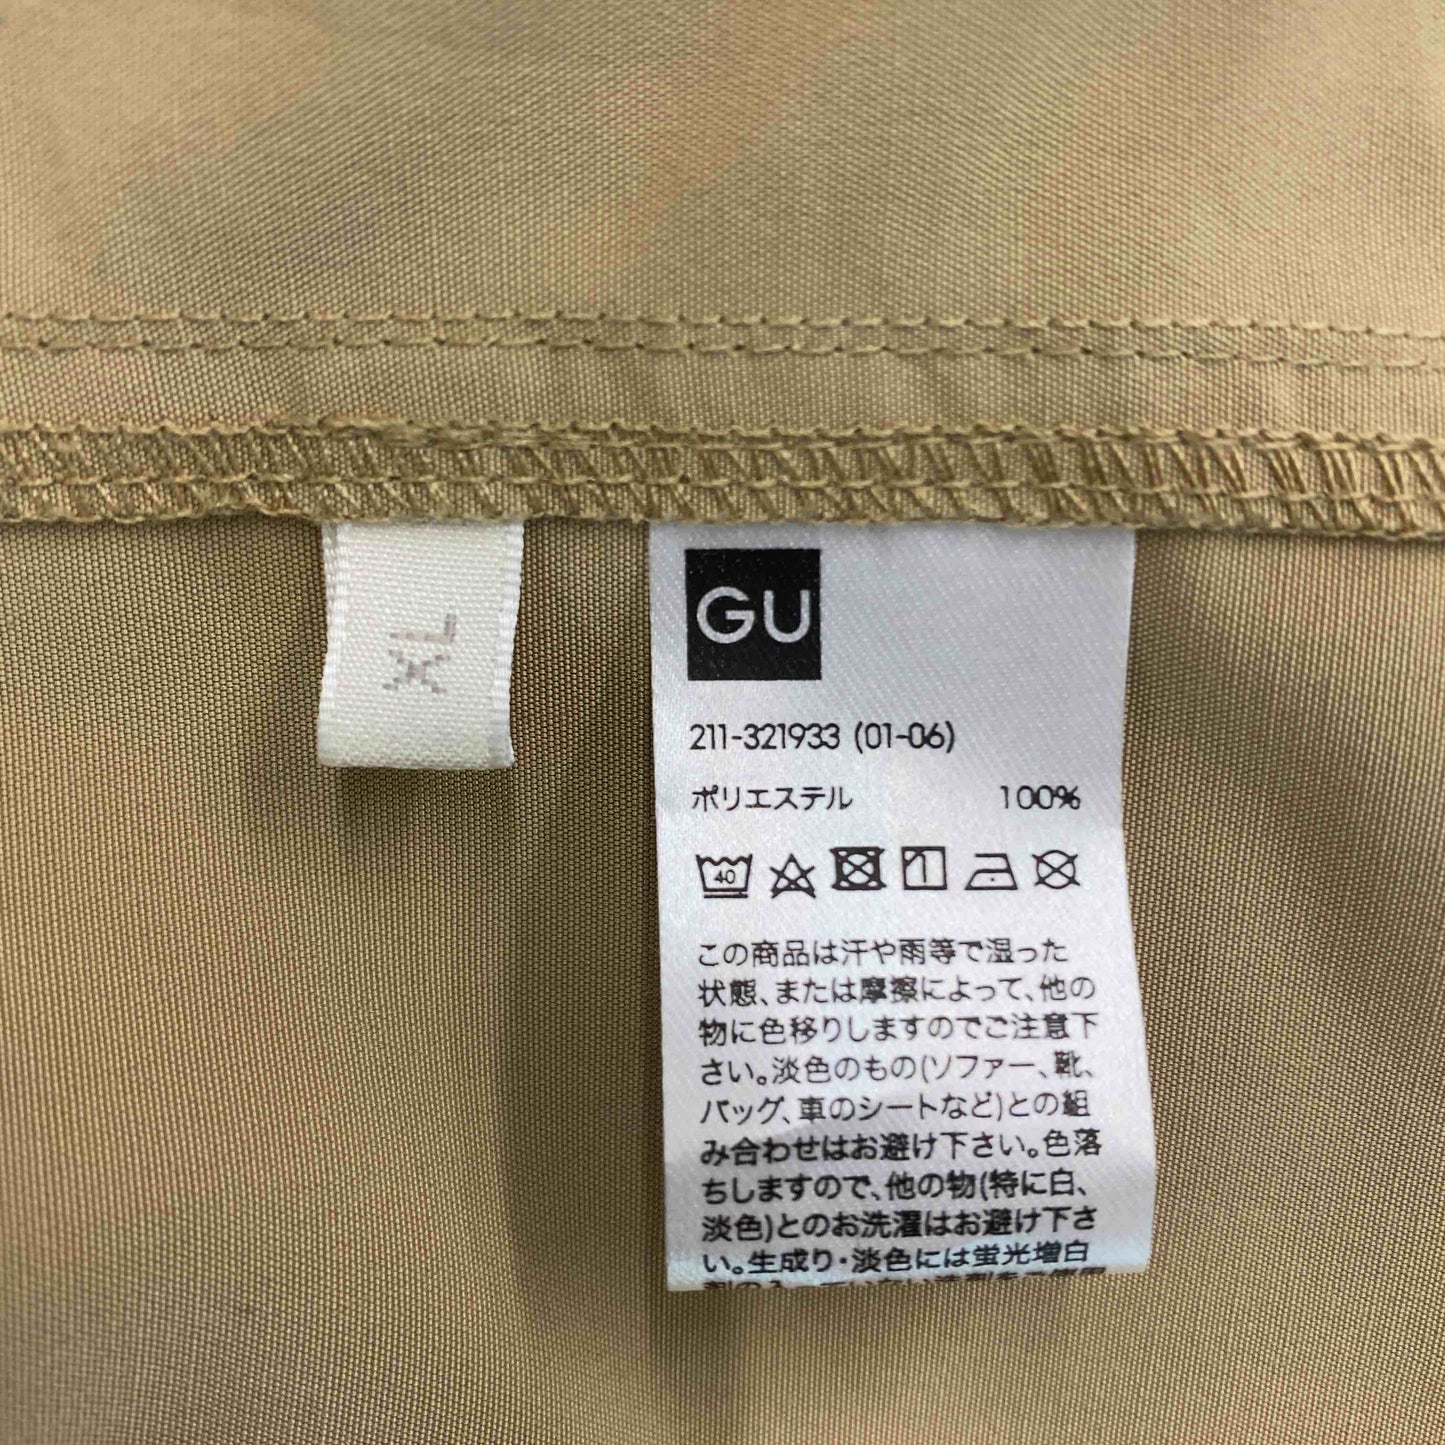 XL
GU
211-321933 (01-06)
ポリエステル 100%
40
この商品は汗や雨等で湿った
状態、または摩擦によって、他の
物に色移りしますのでご注意下
さい。淡色のもの(ソファー、靴、
バッグ、車のシートなど)との組
み合わせはお避け下さい。色落
ちしますので、他の物(特に白、
淡色)とのお洗濯はお避け下さ
い。生成り・淡色には蛍光増白